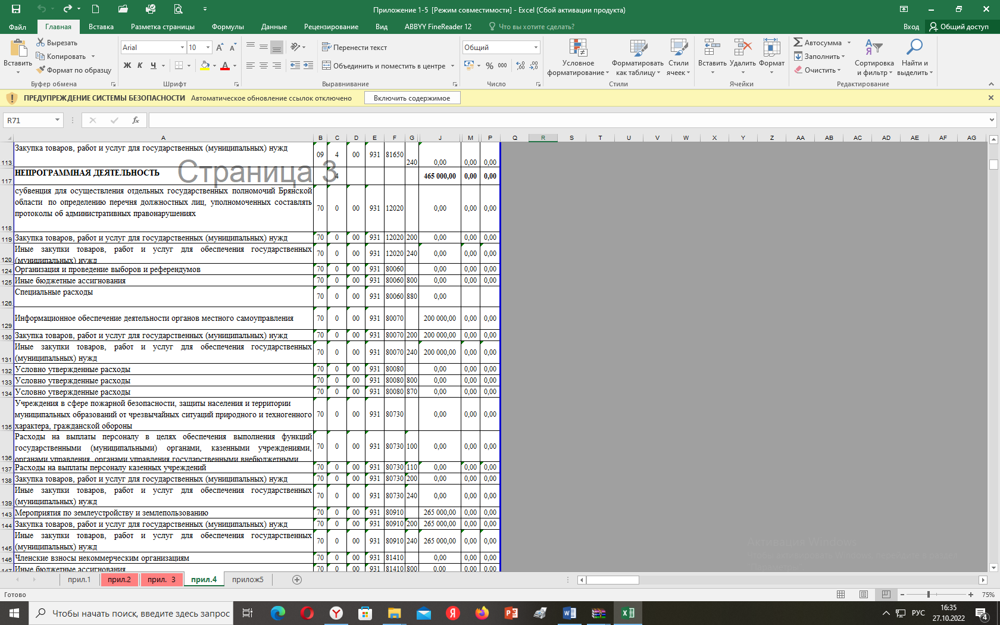 Приложение 1-5  [Режим совместимости] - Excel (Сбой активации продукта)
Файл Главная Вставка Разметка страницы Формулы Данные Рецензирование Вид ABBYY FineReader 12 Что вы хотите сделать? Вход Общий доступ
Вставить Вырезать Копировать Формат по образцу Буфер обмена
Arial 10 Ж К Ч А Шрифт
Перенести текст Объединить и поместить в центре Выравнивание
Общий % 000 Число
Условное форматирование Форматировать как таблицу Стили ячеек Стили
Вставить Удалить Формат Ячейки
Автосумма Заполнить Очистить Сортировка и фильтр Найти и выделить Редактирование
ПРЕДУПРЕЖДЕНИЕ СИСТЕМЫ БЕЗОПАСНОСТИ Автоматическое обновление ссылок отключено Включить содержимое
R71 fx
A B C D E F G J M P Q R S T U V W X Y Z AA AB AC AD AE AF AG
113 Закупка товаров, работ и услуг для государственных (муниципальных) нужд 09 4 00 931 81650 240 0,00 0,00 0,00
Страница 3
117 НЕПРОГРАММНАЯ ДЕЯТЕЛЬНОСТЬ 4 465 000,00 0,00 0,00
субвенция для осуществления отдельных государственных полномочий Брянской
области по определению перечня должностных лиц, уполномоченных составлять
протоколы об административных правонарушениях
118 70 0 00 931 12020 0,00 0,00 0,00
119 Закупка товаров, работ и услуг для государственных (муниципальных) нужд 70 0 00 931 12020 200 0,00 0,00 0,00
Иные закупки товаров, работ и услуг для обеспечения государственных
120 (муниципальных) нужд 70 0 00 931 12020 240 0,00 0,00 0,00
124 Организация и проведение выборов и референдумов 70 0 00 931 80060 0,00 0,00 0,00
125 Иные бюджетные ассигнования 70 0 00 931 80060 800 0,00 0,00 0,00
126 Специальные расходы 70 0 00 931 80060 880 0,00
129 Информационное обеспечение деятельности органов местного самоуправления 70 0 00 931 80070 200 000,00 0,00 0,00
130 Закупка товаров, работ и услуг для государственных (муниципальных) нужд 70 0 00 931 80070 200 200 000,00 0,00 0,00
Иные закупки товаров, работ и услуг для обеспечения государственных
131 (муниципальных) нужд 70 0 00 931 80070 240 200 000,00 0,00 0,00
132 Условно утвержденные расходы 70 0 00 931 80080 0,00 0,00 0,00
133 Условно утвержденные расходы 70 0 00 931 80080 800 0,00 0,00 0,00
134 Условно утвержденные расходы 70 0 00 931 80080 870 0,00 0,00 0,00
Учреждения в сфере пожарной безопасности, защиты населения и территории
муниципальных образований от чрезвычайных ситуаций природного и техногенного
135 характера, гражданской обороны 70 0 00 931 80730 0,00 0,00 0,00
Расходы на выплаты персоналу в целях обеспечения выполнения функций
государственными (муниципальными) органами, казенными учреждениями,
136 органами управления органами управления государственными внебюджетными 70 0 00 931 80730 100 0,00 0,00 0,00
137 Расходы на выплаты персоналу казенных учреждений 70 0 00 931 80730 110 0,00 0,00 0,00
138 Закупка товаров, работ и услуг для государственных (муниципальных) нужд 70 0 00 931 80730 200 0,00 0,00 0,00
Иные закупки товаров, работ и услуг для обеспечения государственных
139 (муниципальных) нужд 70 0 00 931 80730 240 0,00 0,00 0,00
143 Мероприятия по землеустройству и землепользованию 70 0 00 931 80910 265 000,00 0,00 0,00
144 Закупка товаров, работ и услуг для государственных (муниципальных) нужд 70 0 00 931 80910 200 265 000,00 0,00 0,00
Иные закупки товаров, работ и услуг для обеспечения государственных
145 (муниципальных) нужд 70 0 00 931 80910 240 265 000,00 0,00 0,00
146 Членские взносы некоммерческим организациям 70 0 00 931 81410 0,00 0,00 0,00
147 Иные бюджетные ассигнования 70 0 00 931 81410 800 0,00 0,00 0,00
Активация Windows
прил.1 прил.2 прил. 3 прил.4 прилож5
Готово 75%
Чтобы начать поиск, введите здесь запрос РУС 16:35
27.10.2022 4